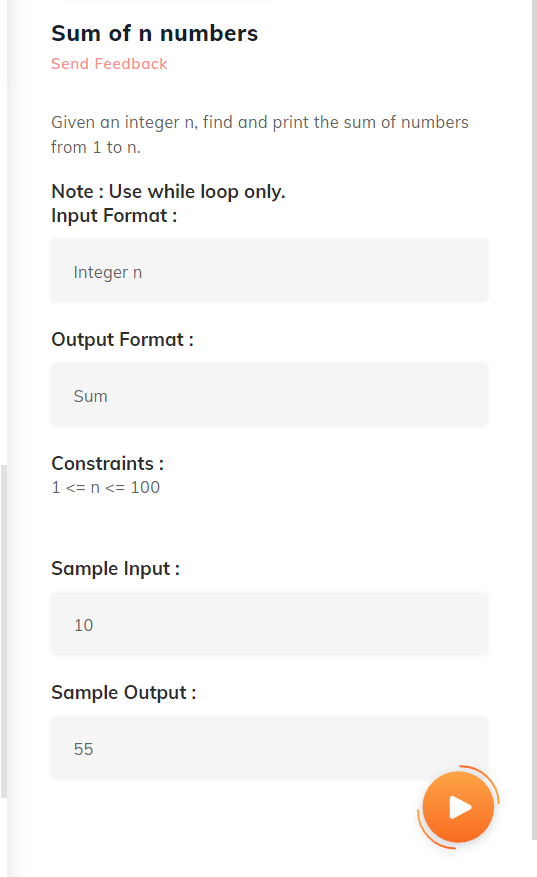 Sum of n numbers
Send Feedback
Given an integer n, find and print the sum of numbers
from 1 to n.
Note : Use while loop only.
Input Format :
Integer n
Output Format :
Sum
Constraints :
1 <= n <= 100
Sample Input :
10
Sample Output :
55